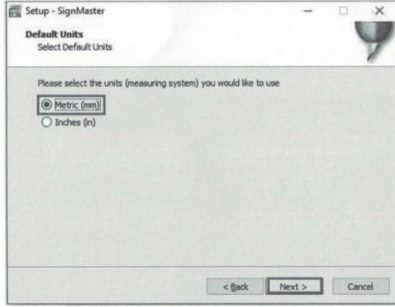 Setup - SignMaster
Default Units
Select Default Units
Please select the units (measuring system) you would like to use
Metric (mm)
Inches (in)
< Back Next > Cancel